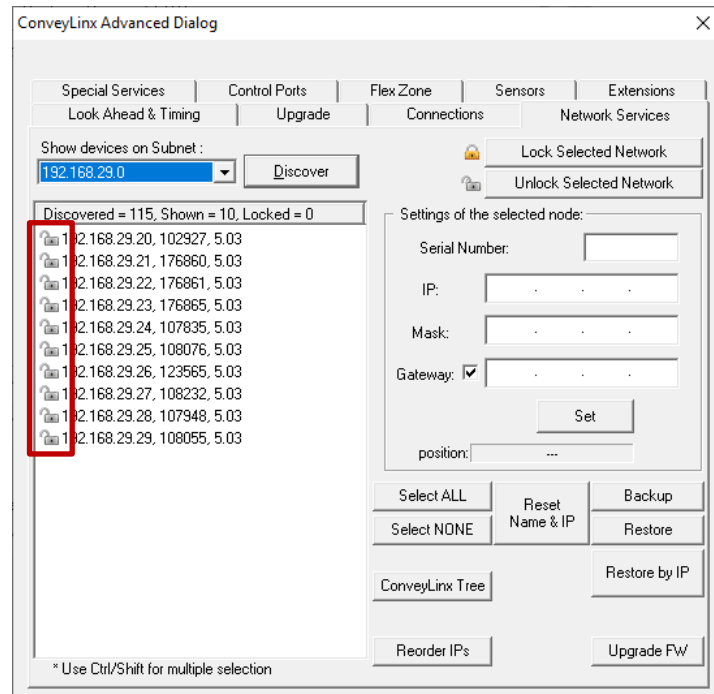 ConveyLinx Advanced Dialog
Special Services
Control Ports
Flex Zone
Sensors
Extensions
Look Ahead & Timing
Upgrade
Connections
Network Services
Show devices on Subnet :
192.168.29.0
Discover
Lock Selected Network
Unlock Selected Network
Discovered = 115, Shown = 10, Locked = 0
192.168.29.20, 102927, 5.03
192.168.29.21, 176860, 5.03
192.168.29.22, 176861, 5.03
192.168.29.23, 176865, 5.03
192.168.29.24, 107835, 5.03
192.168.29.25, 108076, 5.03
192.168.29.26, 123565, 5.03
192.168.29.27, 108232, 5.03
192.168.29.28, 107948, 5.03
192.168.29.29, 108055, 5.03
* Use Ctrl/Shift for multiple selection
Settings of the selected node:
Serial Number:
IP:
Mask:
Gateway:
Set
position:
---
Select ALL
Reset
Name & IP
Backup
Select NONE
Restore
ConveyLinx Tree
Restore by IP
Reorder IPs
Upgrade FW